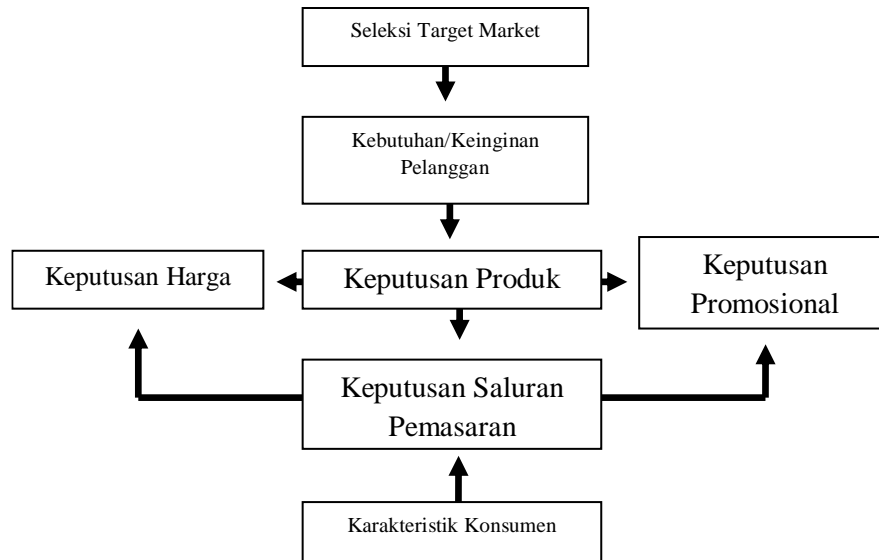 Seleksi Target Market
Kebutuhan/Keinginan
Pelanggan
Keputusan Harga
Keputusan Produk
Keputusan
Promosional
Keputusan Saluran
Pemasaran
Karakteristik Konsumen